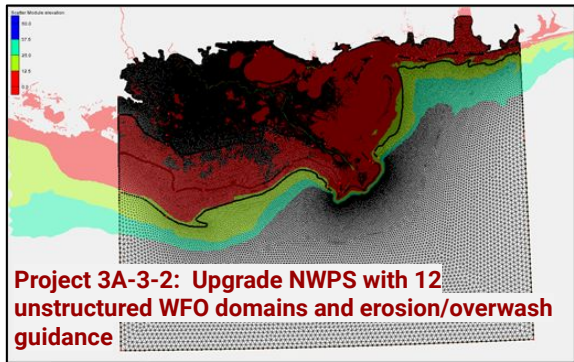 Project 3A-3-2: Upgrade NWPS with 12
unstructured WFO domains and erosion/overwash
guidance